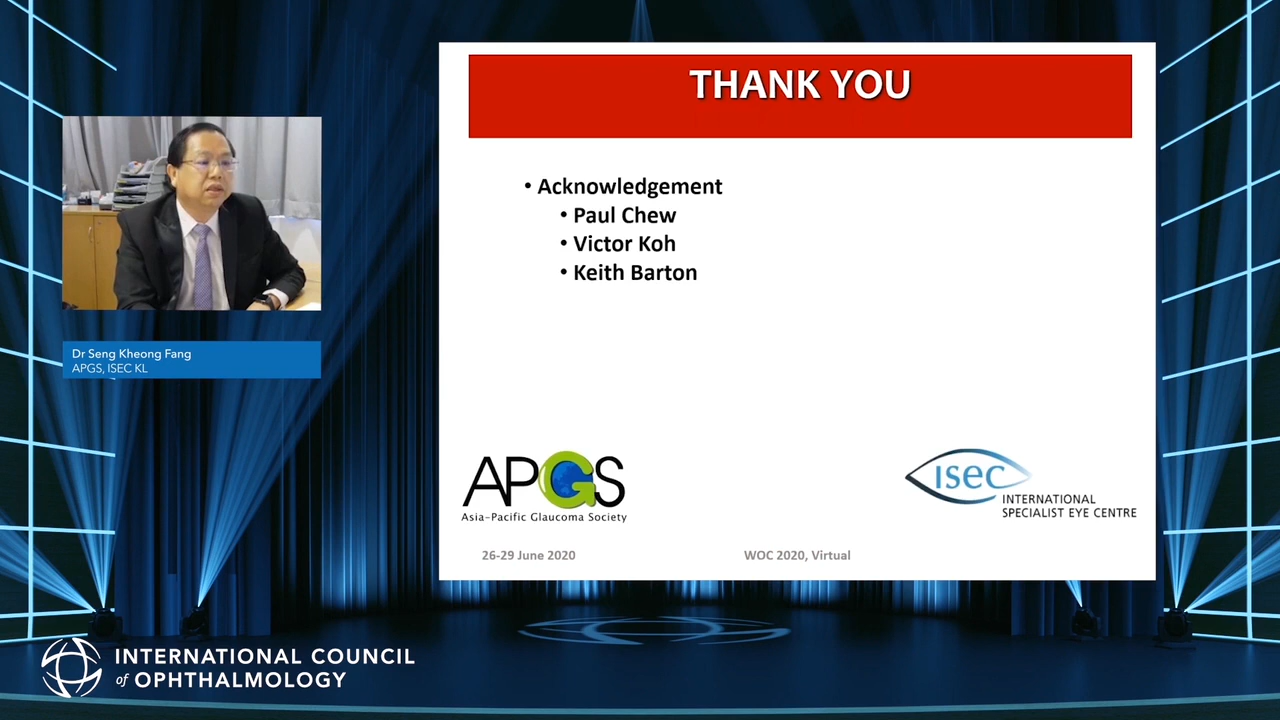 THANK YOU
• Acknowledgement
• Paul Chew
• Victor Koh
• Keith Barton
Dr Seng Kheong Fang
APGS, ISEC KL
APGS
Asia-Pacific Glaucoma Society
ISEC
INTERNATIONAL
SPECIALIST EYE CENTRE
26-29 June 2020
WOC 2020, Virtual
INTERNATIONAL COUNCIL
of OPHTHALMOLOGY